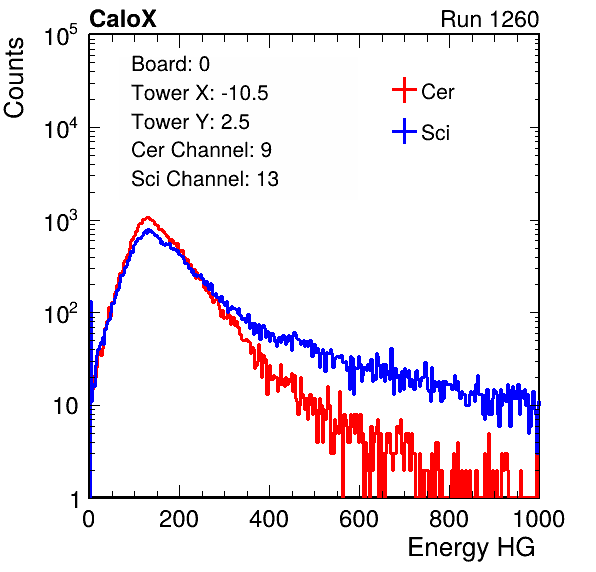 CaloX Run 1260
Counts
Board: 0
Tower X: -10.5
Tower Y: 2.5
Cer Channel: 9
Sci Channel: 13
Cer
Sci
10^5
10^4
10^3
10^2
10
1
0 200 400 600 800 1000
Energy HG